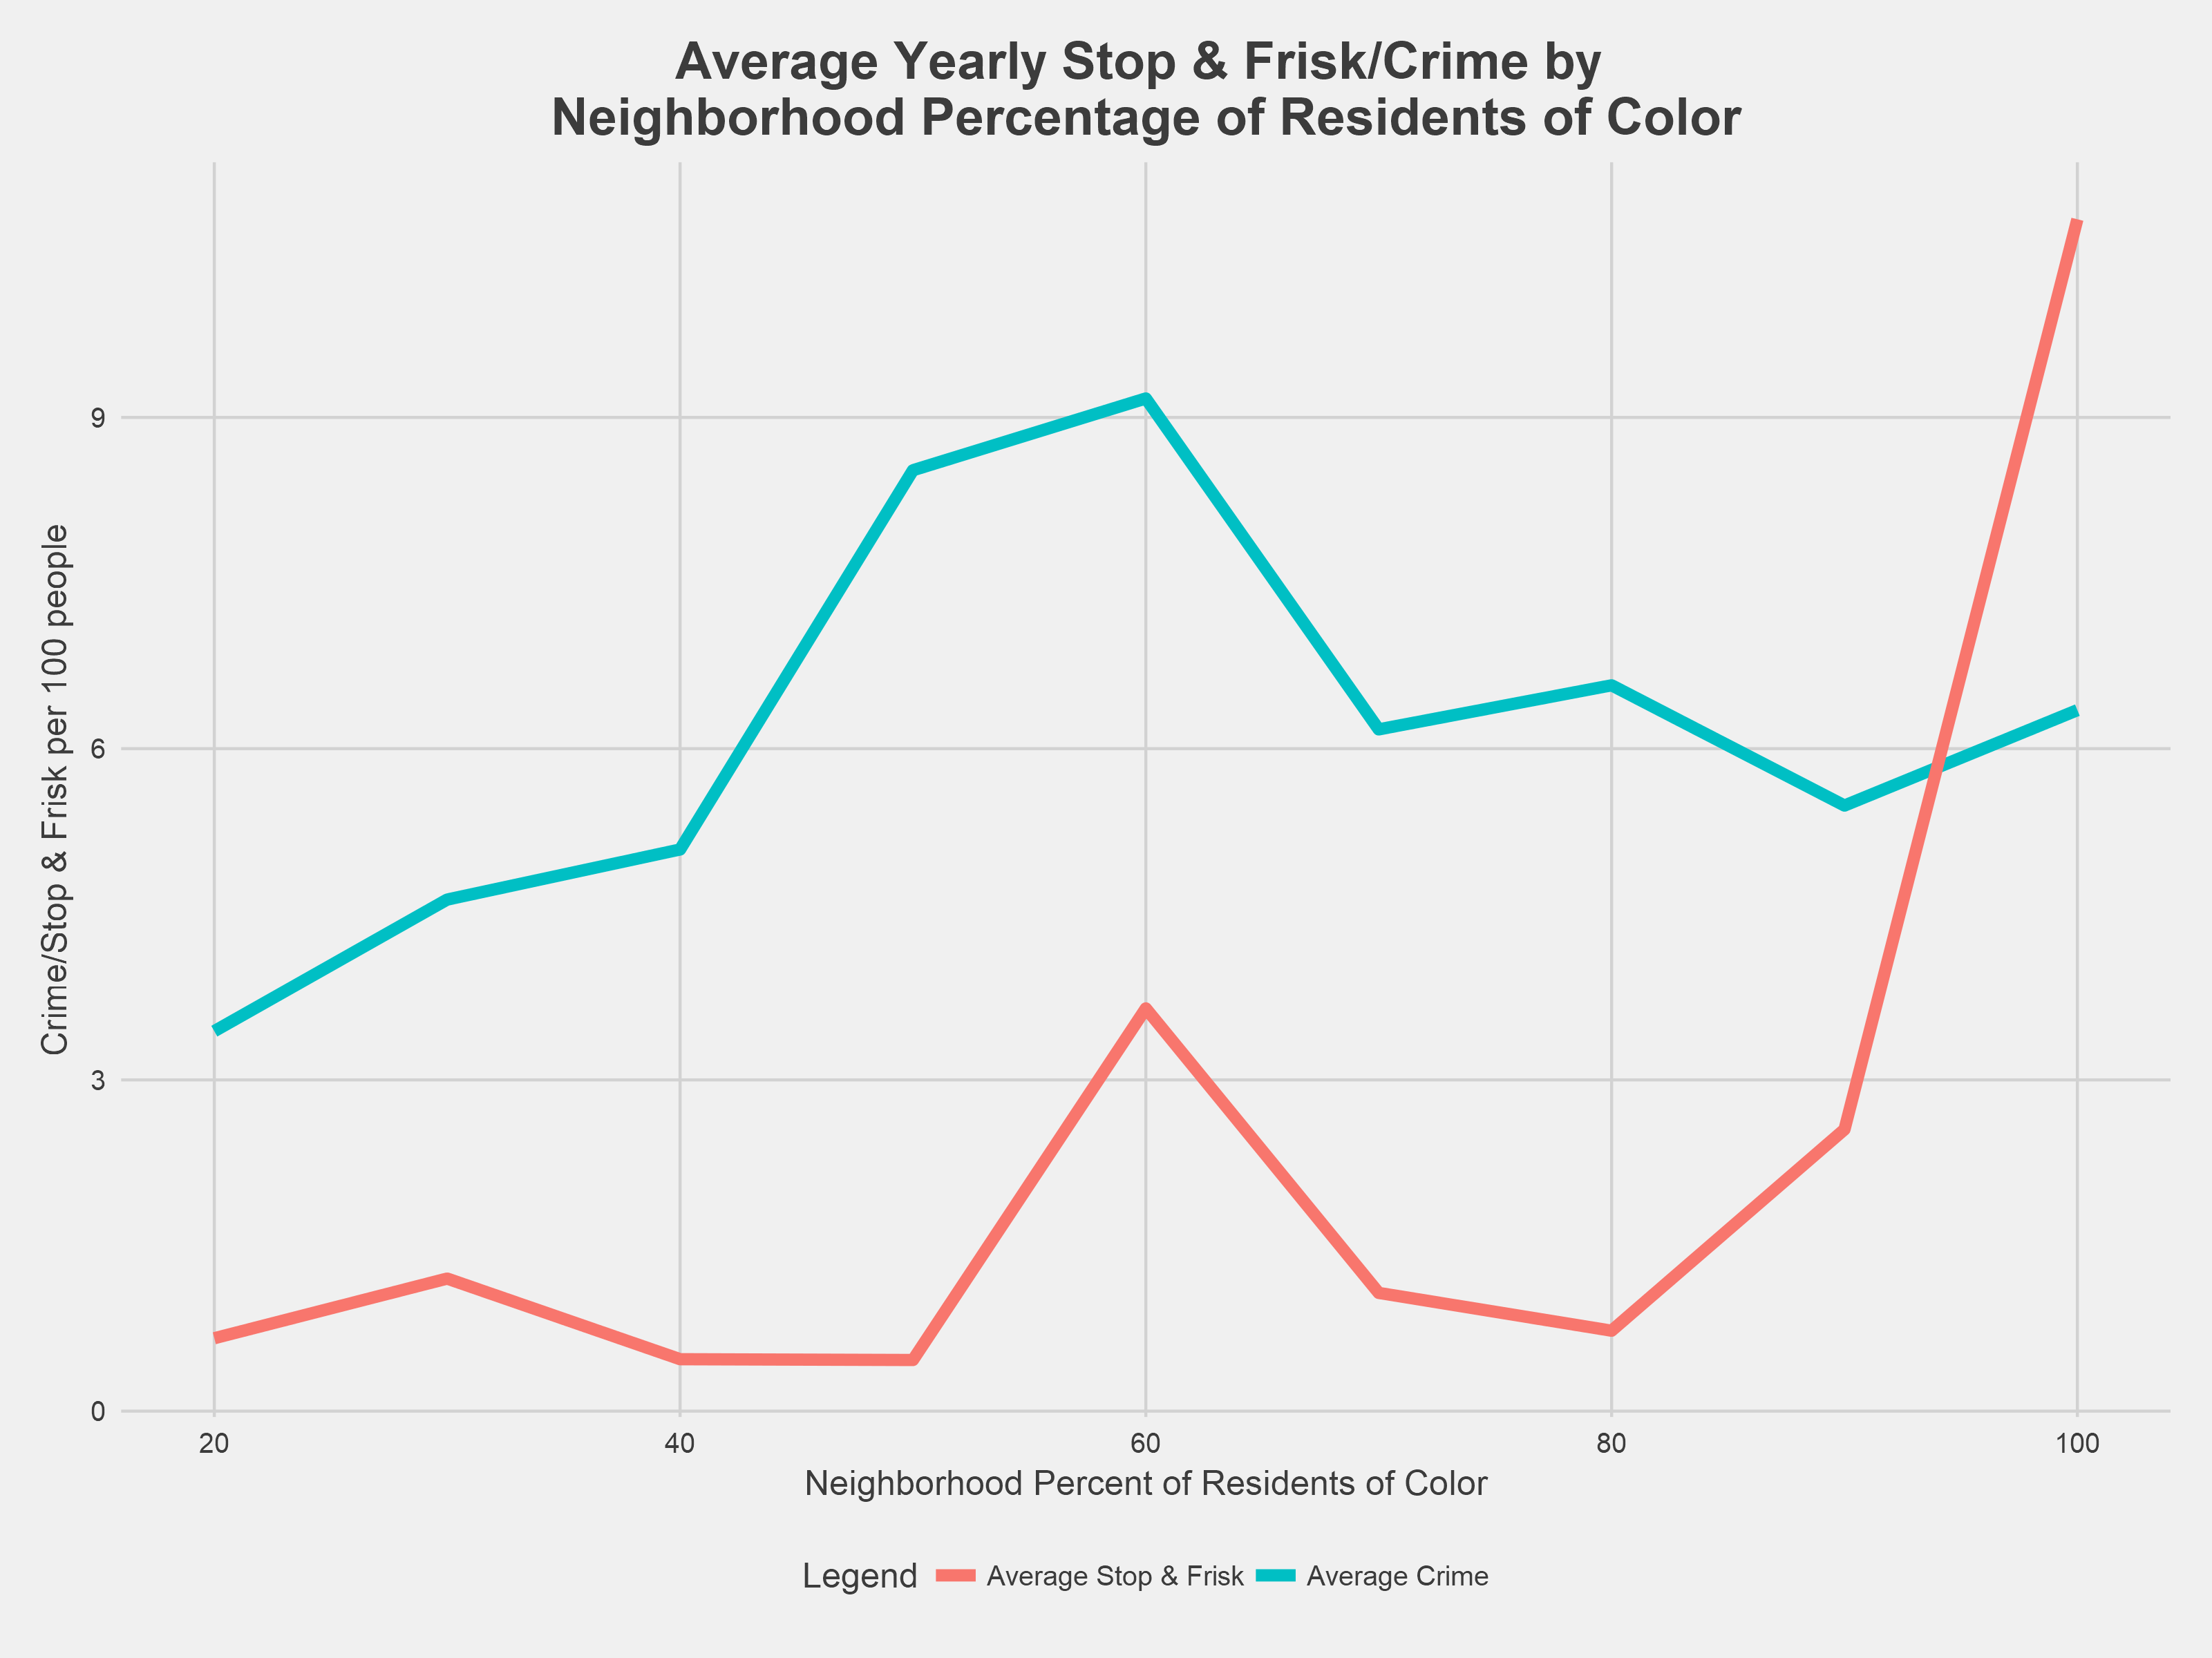 Average Yearly Stop & Frisk/Crime by
Neighborhood Percentage of Residents of Color
Crime/Stop & Frisk per 100 people
9
6
3
0
20 40 60 80 100
Neighborhood Percent of Residents of Color
Legend Average Stop & Frisk Average Crime